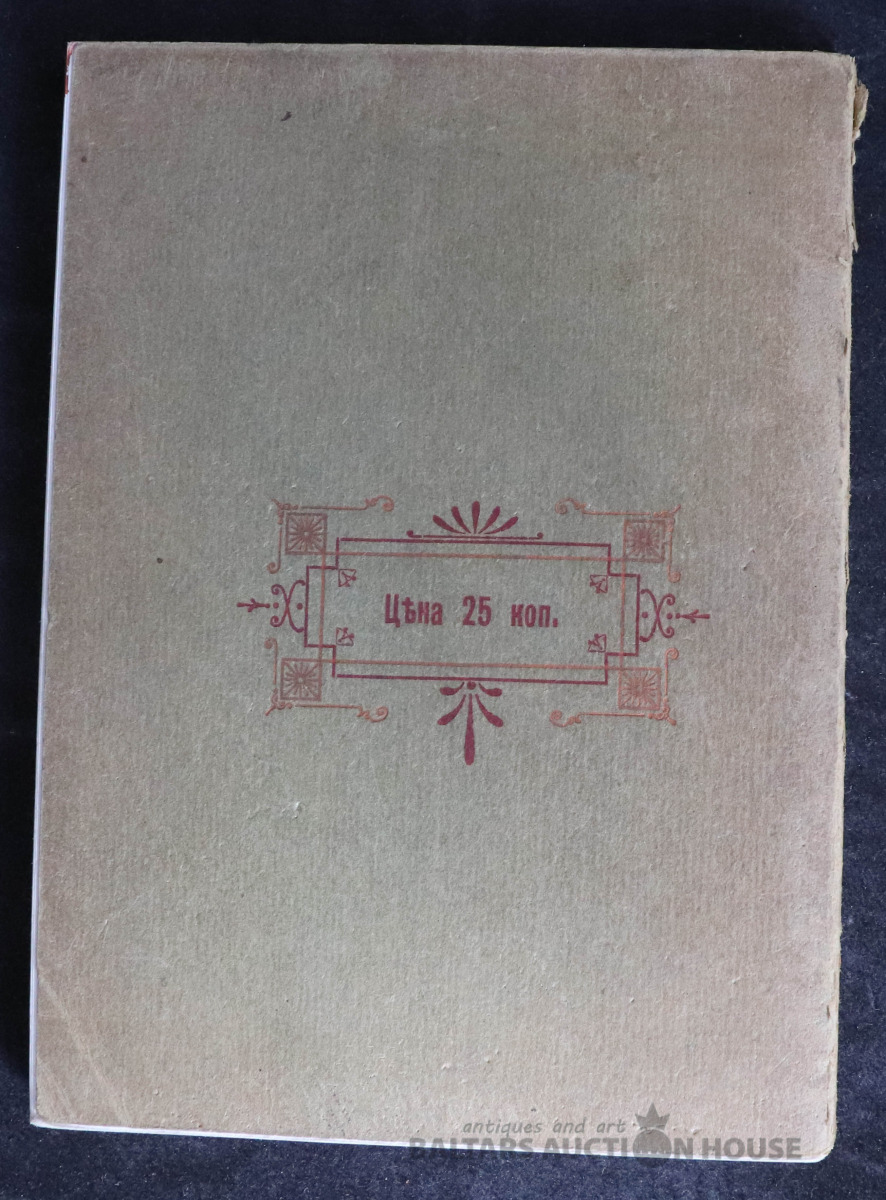 Цѣна 25 коп.
antiques and art
BALTARS AUCTION HOUSE